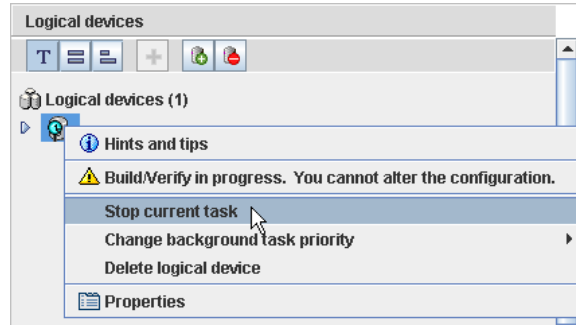 Logical devices
T
Logical devices (1)
Hints and tips
Build/Verify in progress. You cannot alter the configuration.
Stop current task
Change background task priority
Delete logical device
Properties